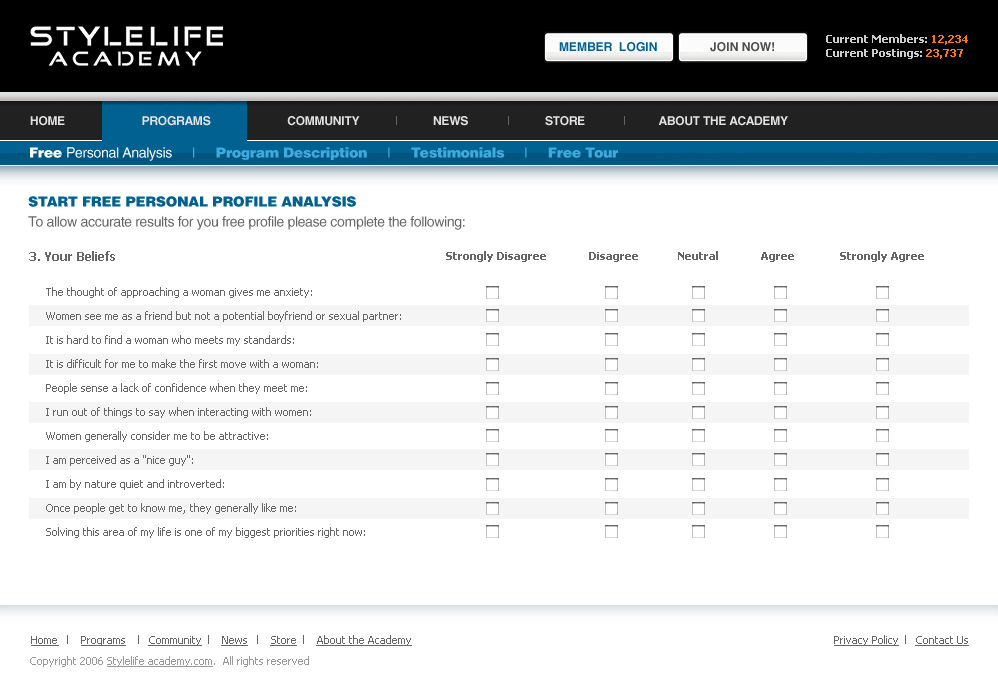 STYLELIFE
ACADEMY
MEMBER LOGIN
JOIN NOW!
Current Members: 12,234
Current Postings: 23,737
HOME PROGRAMS COMMUNITY | NEWS | STORE | ABOUT THE ACADEMY
Free Personal Analysis | Program Description | Testimonials | Free Tour
START FREE PERSONAL PROFILE ANALYSIS
To allow accurate results for you free profile please complete the following:
3. Your Beliefs Strongly Disagree Disagree Neutral Agree Strongly Agree
The thought of approaching a woman gives me anxiety:
Women see me as a friend but not a potential boyfriend or sexual partner:
It is hard to find a woman who meets my standards:
It is difficult for me to make the first move with a woman:
People sense a lack of confidence when they meet me:
I run out of things to say when interacting with women:
Women generally consider me to be attractive:
I am perceived as a "nice guy":
I am by nature quiet and introverted:
Once people get to know me, they generally like me:
Solving this area of my life is one of my biggest priorities right now:
Home | Programs | Community | News | Store | About the Academy Privacy Policy | Contact Us
Copyright 2006 Stylelife academy.com. All rights reserved